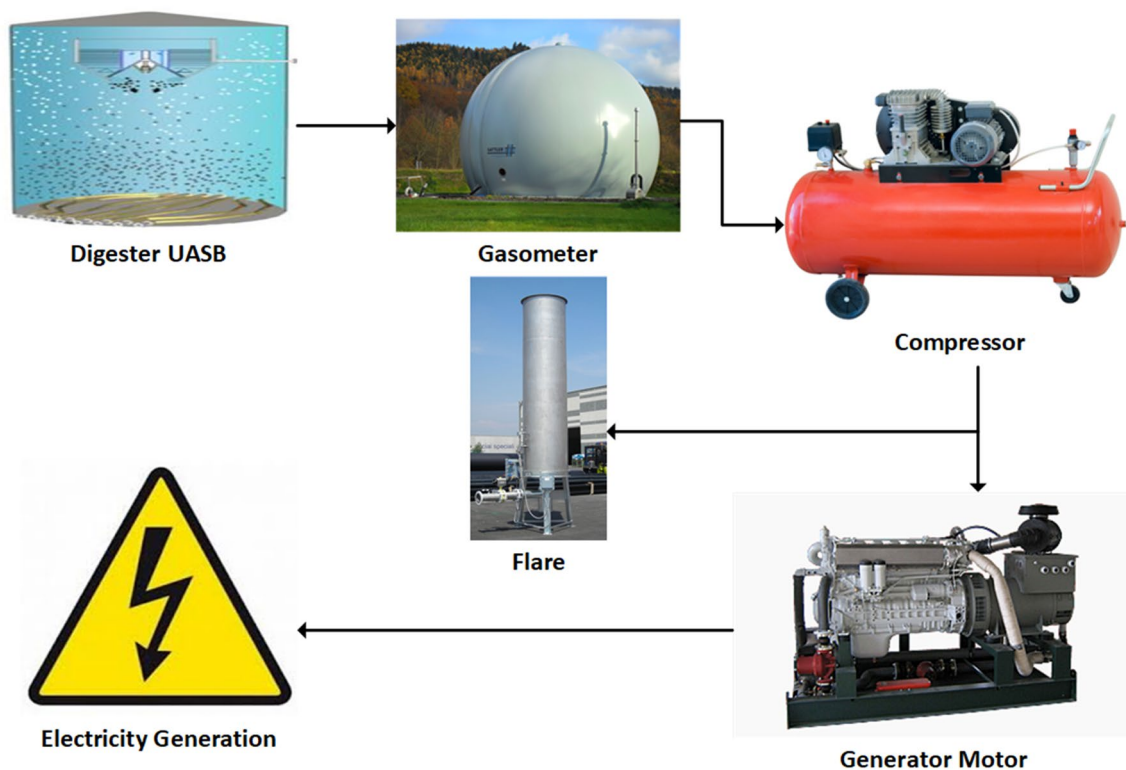 Digester UASB
Gasometer
Compressor
Flare
Generator Motor
Electricity Generation